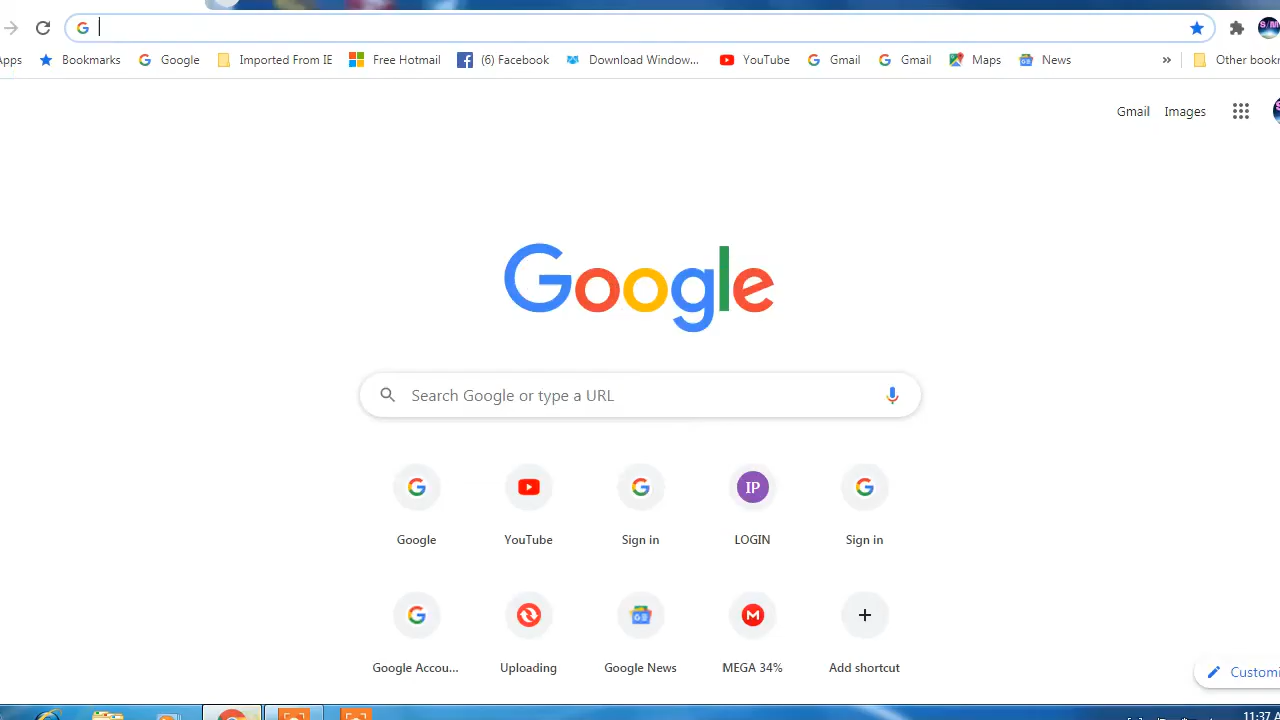 Apps Bookmarks Google Imported From IE Free Hotmail (6) Facebook Download Window... YouTube Gmail Gmail Maps News » Other book
Gmail Images
Google
Search Google or type a URL
IP
Google YouTube Sign in LOGIN Sign in
Google Accou... Uploading Google News MEGA 34% Add shortcut
Customi
11:37